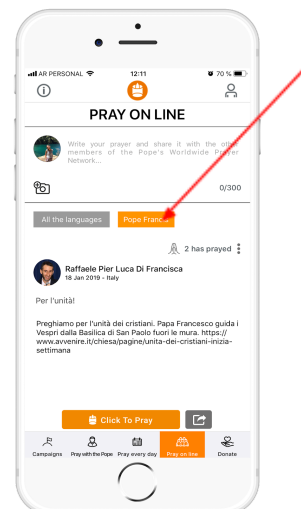 AR PERSONAL 12:11 70 %
PRAY ON LINE
Write your prayer and share it with the other
members of the Pope's Worldwide Prayer
Network...
0/300
All the languages Pope Francis
2 has prayed
Raffaele Pier Luca Di Francisca
18 Jan 2019 - Italy
Per l'unità!
Preghiamo per l'unità dei cristiani. Papa Francesco guida i
Vespri dalla Basilica di San Paolo fuori le mura. https://
www.avvenire.it/chiesa/pagine/unita-dei-cristiani-inizia-
settimana
Click To Pray
Campaigns Pray with the Pope Pray every day Pray on line Donate